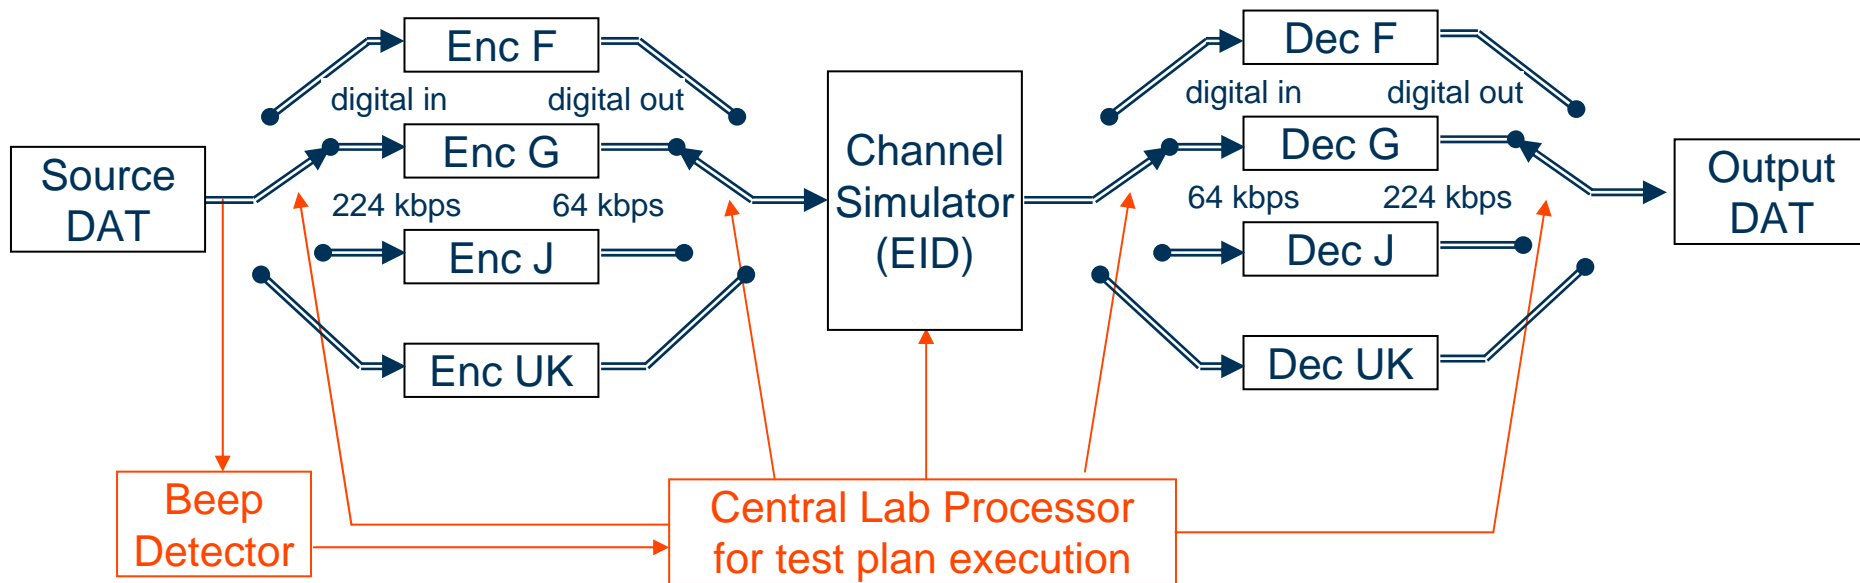 Enc F
Dec F
digital in
digital out
digital in
digital out
Source
DAT
Enc G
Channel
Simulator
(EID)
Dec G
Output
DAT
224 kbps
64 kbps
64 kbps
224 kbps
Enc J
Dec J
Enc UK
Dec UK
Beep
Detector
Central Lab Processor
for test plan execution